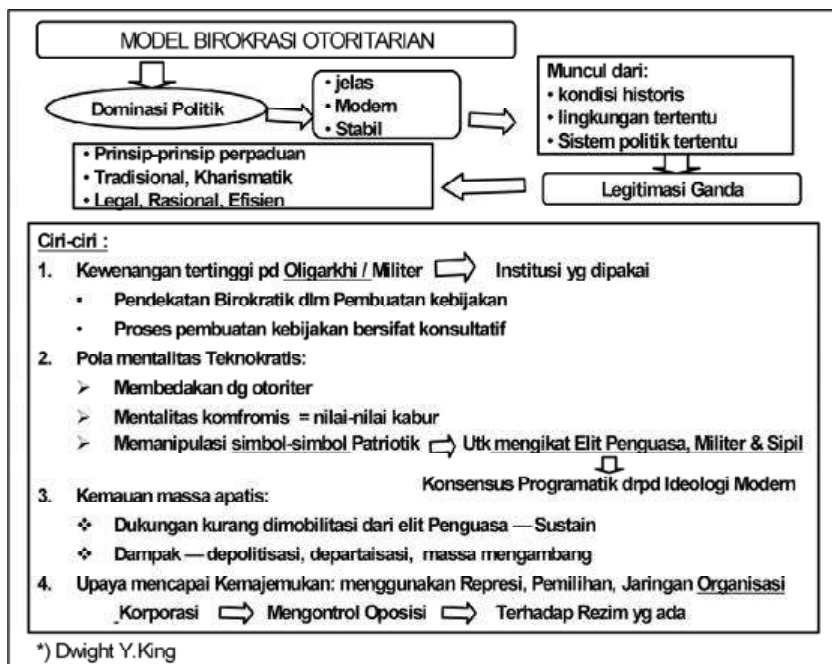 MODEL BIROKRASI OTORITARIAN
Dominasi Politik
• jelas
• Modern
• Stabil
Muncul dari:
• kondisi historis
• lingkungan tertentu
• Sistem politik tertentu
Legitimasi Ganda
• Prinsip-prinsip perpaduan
• Tradisional, Kharismatik
• Legal, Rasional, Efisien
Ciri-ciri :
1. Kewenangan tertinggi pd Oligarkhi / Militer Institusi yg dipakai
• Pendekatan Birokratik dlm Pembuatan kebijakan
• Proses pembuatan kebijakan bersifat konsultatif
2. Pola mentalitas Teknokratis:
➢ Membedakan dg otoriter
➢ Mentalitas komfromis = nilai-nilai kabur
➢ Memanipulasi simbol-simbol Patriotik Utk mengikat Elit Penguasa, Militer & Sipil
Konsensus Programatik drpd Ideologi Modern
3. Kemauan massa apatis:
❖ Dukungan kurang dimobilitasi dari elit Penguasa — Sustain
❖ Dampak — depolitisasi, departaisasi, massa mengambang
4. Upaya mencapai Kemajemukan: menggunakan Represi, Pemilihan, Jaringan Organisasi
Korporasi Mengontrol Oposisi Terhadap Rezim yg ada
*) Dwight Y.King